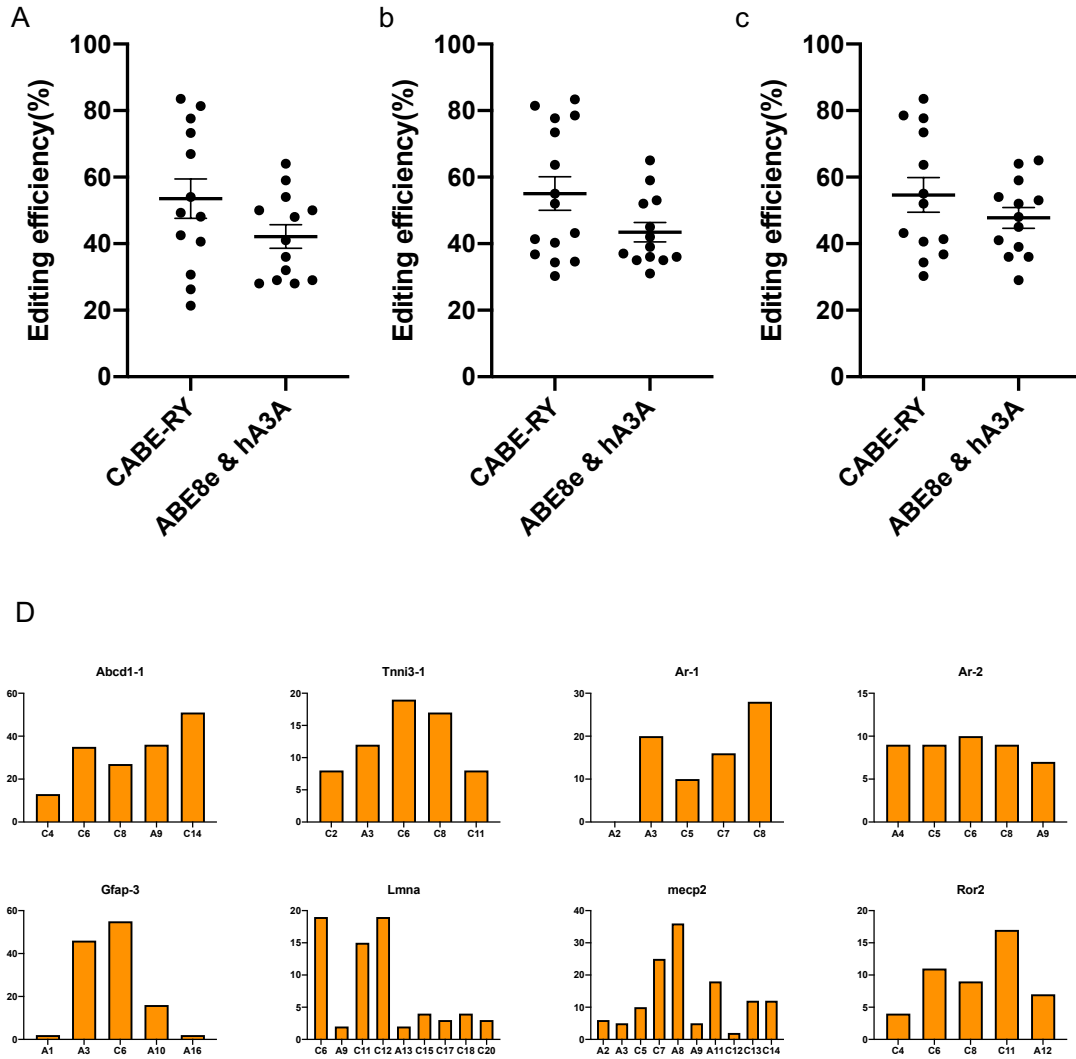 A
b
c
Editing efficiency(%)
100
80
60
40
20
0
CABE-RY
ABE8e & hA3A
Editing efficiency(%)
100
80
60
40
20
0
CABE-RY
ABE8e & hA3A
Editing efficiency(%)
100
80
60
40
20
0
CABE-RY
ABE8e & hA3A
D
Abcd1-1
60
40
20
0
C4 C6 C8 A9 C14
Tnni3-1
20
15
10
5
0
C2 A3 C6 C8 C11
Ar-1
30
20
10
0
A2 A3 C5 C7 C8
Ar-2
15
10
5
0
A4 C5 C6 C8 A9
Gfap-3
60
40
20
0
A1 A3 C6 A10 A16
Lmna
20
15
10
5
0
C6 A9 C11 C12 A13 C15 C17 C18 C20
mecp2
40
30
20
10
0
A2 A3 C5 C7 A8 A9 A11 C12 C13 C14
Ror2
20
15
10
5
0
C4 C6 C8 C11 A12